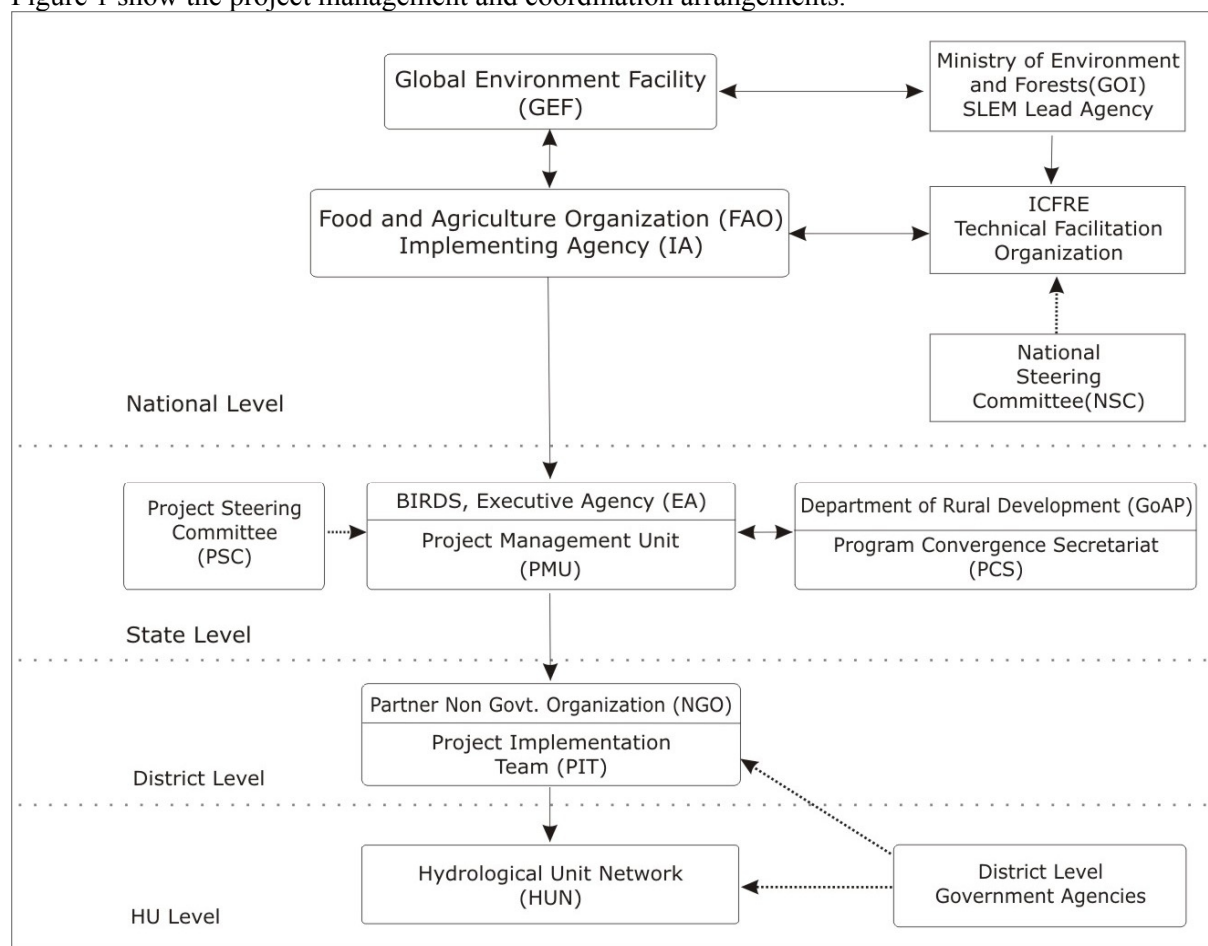 Figure 1 show the project management and coordination arrangements.
Global Environment Facility
(GEF)
Ministry of Environment
and Forests(GOI)
SLEM Lead Agency
Food and Agriculture Organization (FAO)
Implementing Agency (IA)
ICFRE
Technical Facilitation
Organization
National
Steering
Committee(NSC)
National Level
Project Steering
Committee
(PSC)
BIRDS, Executive Agency (EA)
Project Management Unit
(PMU)
Department of Rural Development (GoAP)
Program Convergence Secretariat
(PCS)
State Level
Partner Non Govt. Organization (NGO)
Project Implementation
Team (PIT)
District Level
Hydrological Unit Network
(HUN)
District Level
Government Agencies
HU Level